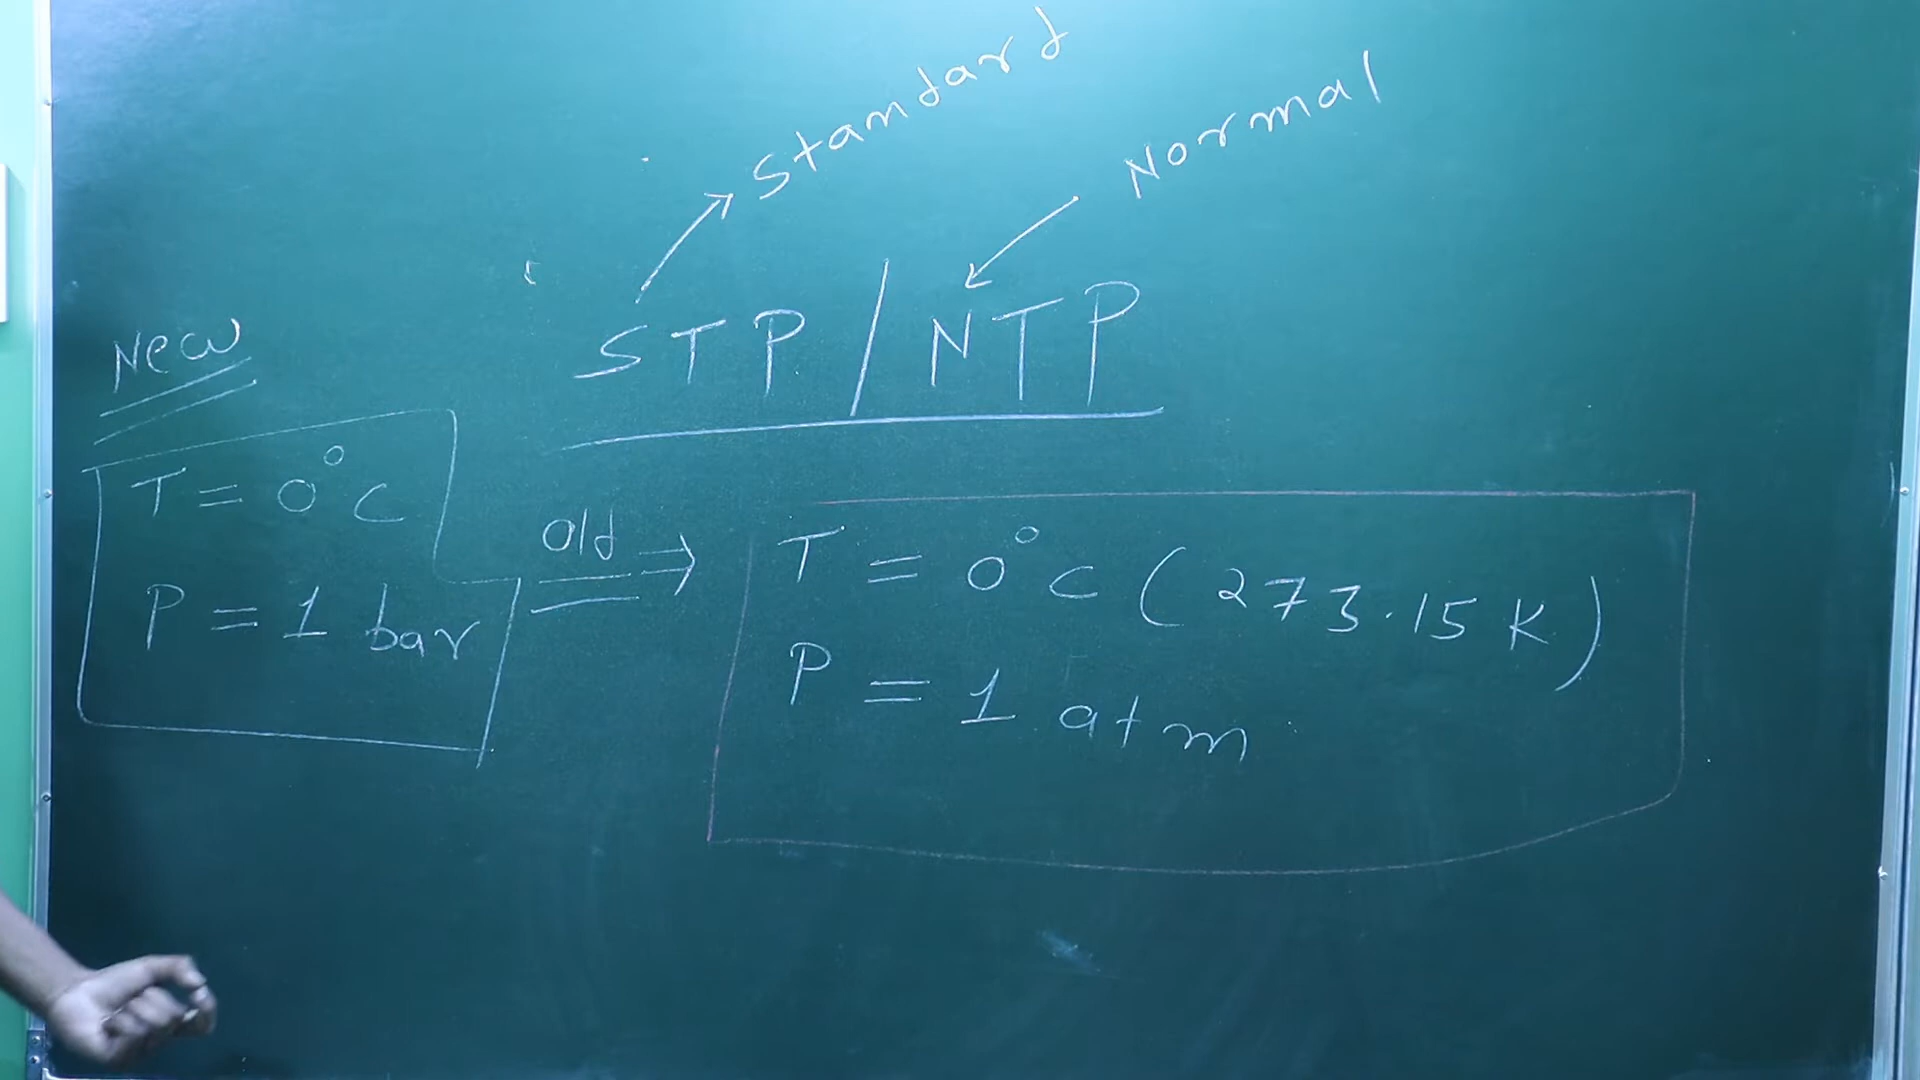 Standard
Normal
STP/NTP
New
T = 0°C
P = 1 bar
Old ⇒
T = 0°C (273.15 K)
P = 1 atm